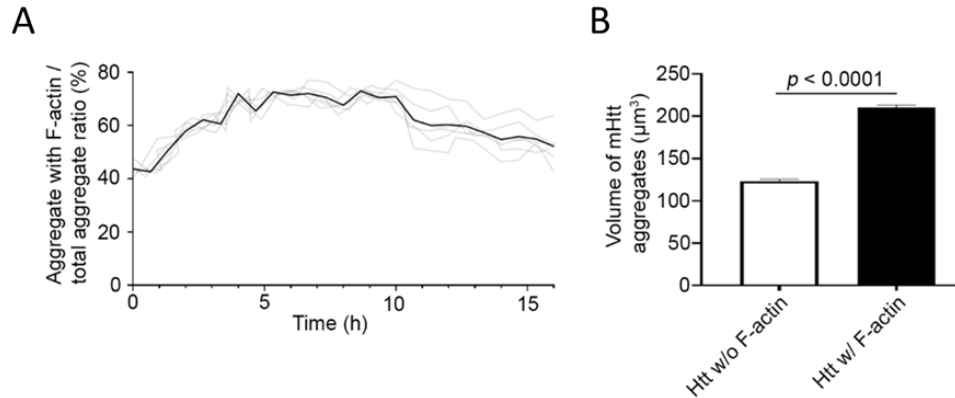 A
Aggregate with F-actin /
total aggregate ratio (%)
80
60
40
20
0
0
5
10
15
Time (h)
B
p < 0.0001
Volume of mHtt
aggregates (µm³)
250
200
150
100
50
0
Htt w/o F-actin
Htt w/ F-actin